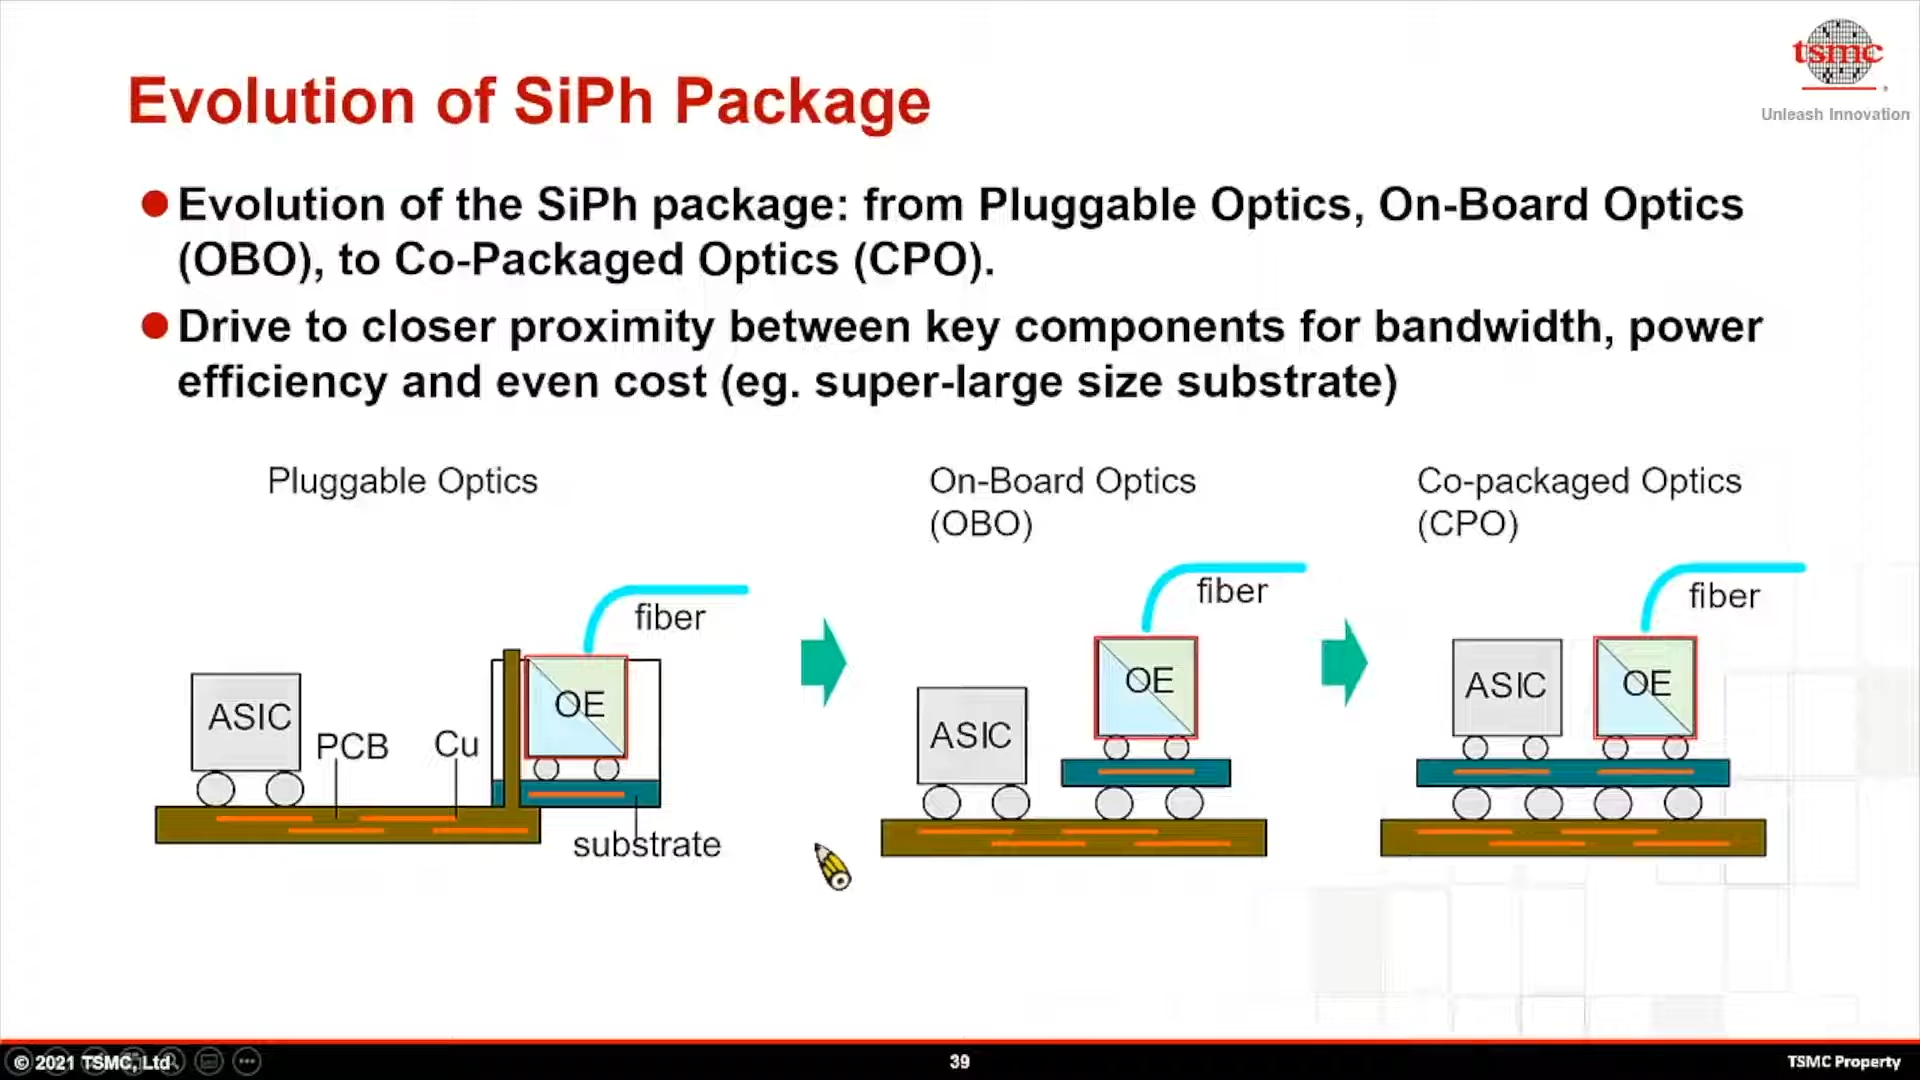 tsmc
Unleash Innovation
Evolution of SiPh Package
Evolution of the SiPh package: from Pluggable Optics, On-Board Optics
(OBO), to Co-Packaged Optics (CPO).
Drive to closer proximity between key components for bandwidth, power
efficiency and even cost (eg. super-large size substrate)
Pluggable Optics
fiber
OE
ASIC
PCB
Cu
substrate
On-Board Optics
(OBO)
fiber
OE
ASIC
Co-packaged Optics
(CPO)
fiber
ASIC
OE
© 2021 TSMC, Ltd
39
TSMC Property